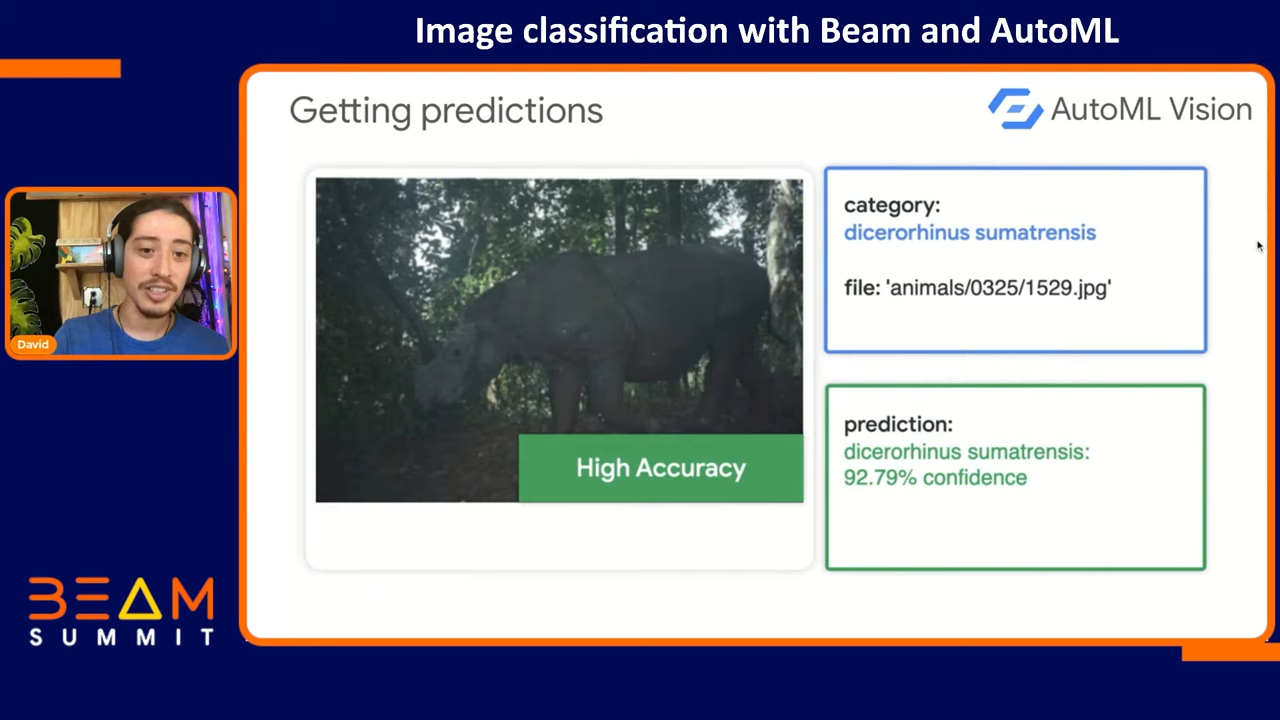 Image classification with Beam and AutoML
Getting predictions
AutoML Vision
category:
dicerorhinus sumatrensis
file: 'animals/0325/1529.jpg'
High Accuracy
prediction:
dicerorhinus sumatrensis:
92.79% confidence
David
BEAM
SUMMIT